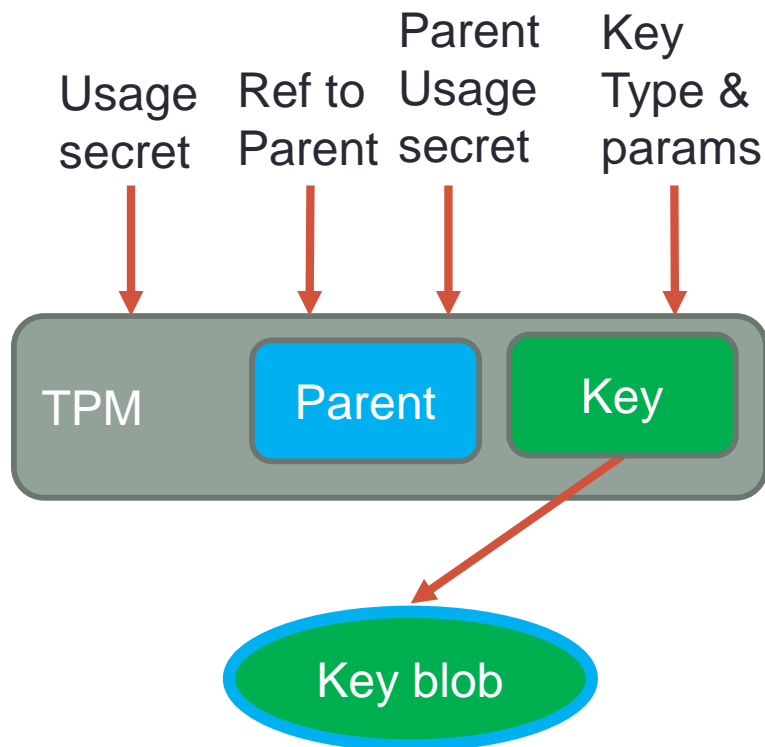 Usage
secret
Ref to
Parent
Parent
Usage
secret
Key
Type &
params
TPM
Parent
Key
Key blob